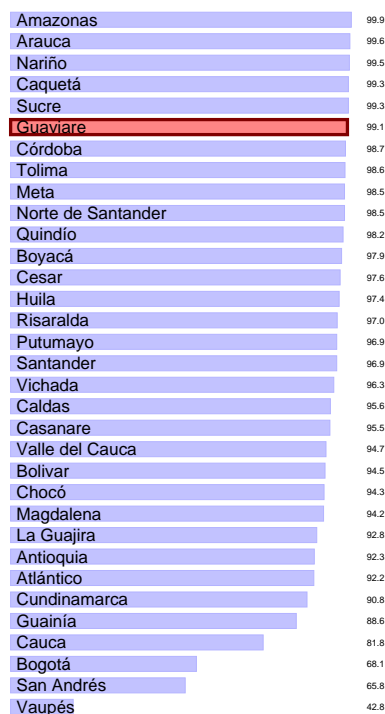 Amazonas 99.9
Arauca 99.6
Nariño 99.5
Caquetá 99.3
Sucre 99.3
Guaviare 99.1
Córdoba 98.7
Tolima 98.6
Meta 98.5
Norte de Santander 98.5
Quindío 98.2
Boyacá 97.9
Cesar 97.6
Huila 97.4
Risaralda 97.0
Putumayo 96.9
Santander 96.9
Vichada 96.3
Caldas 95.6
Casanare 95.5
Valle del Cauca 94.7
Bolivar 94.5
Chocó 94.3
Magdalena 94.2
La Guajira 92.8
Antioquia 92.3
Atlántico 92.2
Cundinamarca 90.8
Guainía 88.6
Cauca 81.8
Bogotá 68.1
San Andrés 65.8
Vaupés 42.8